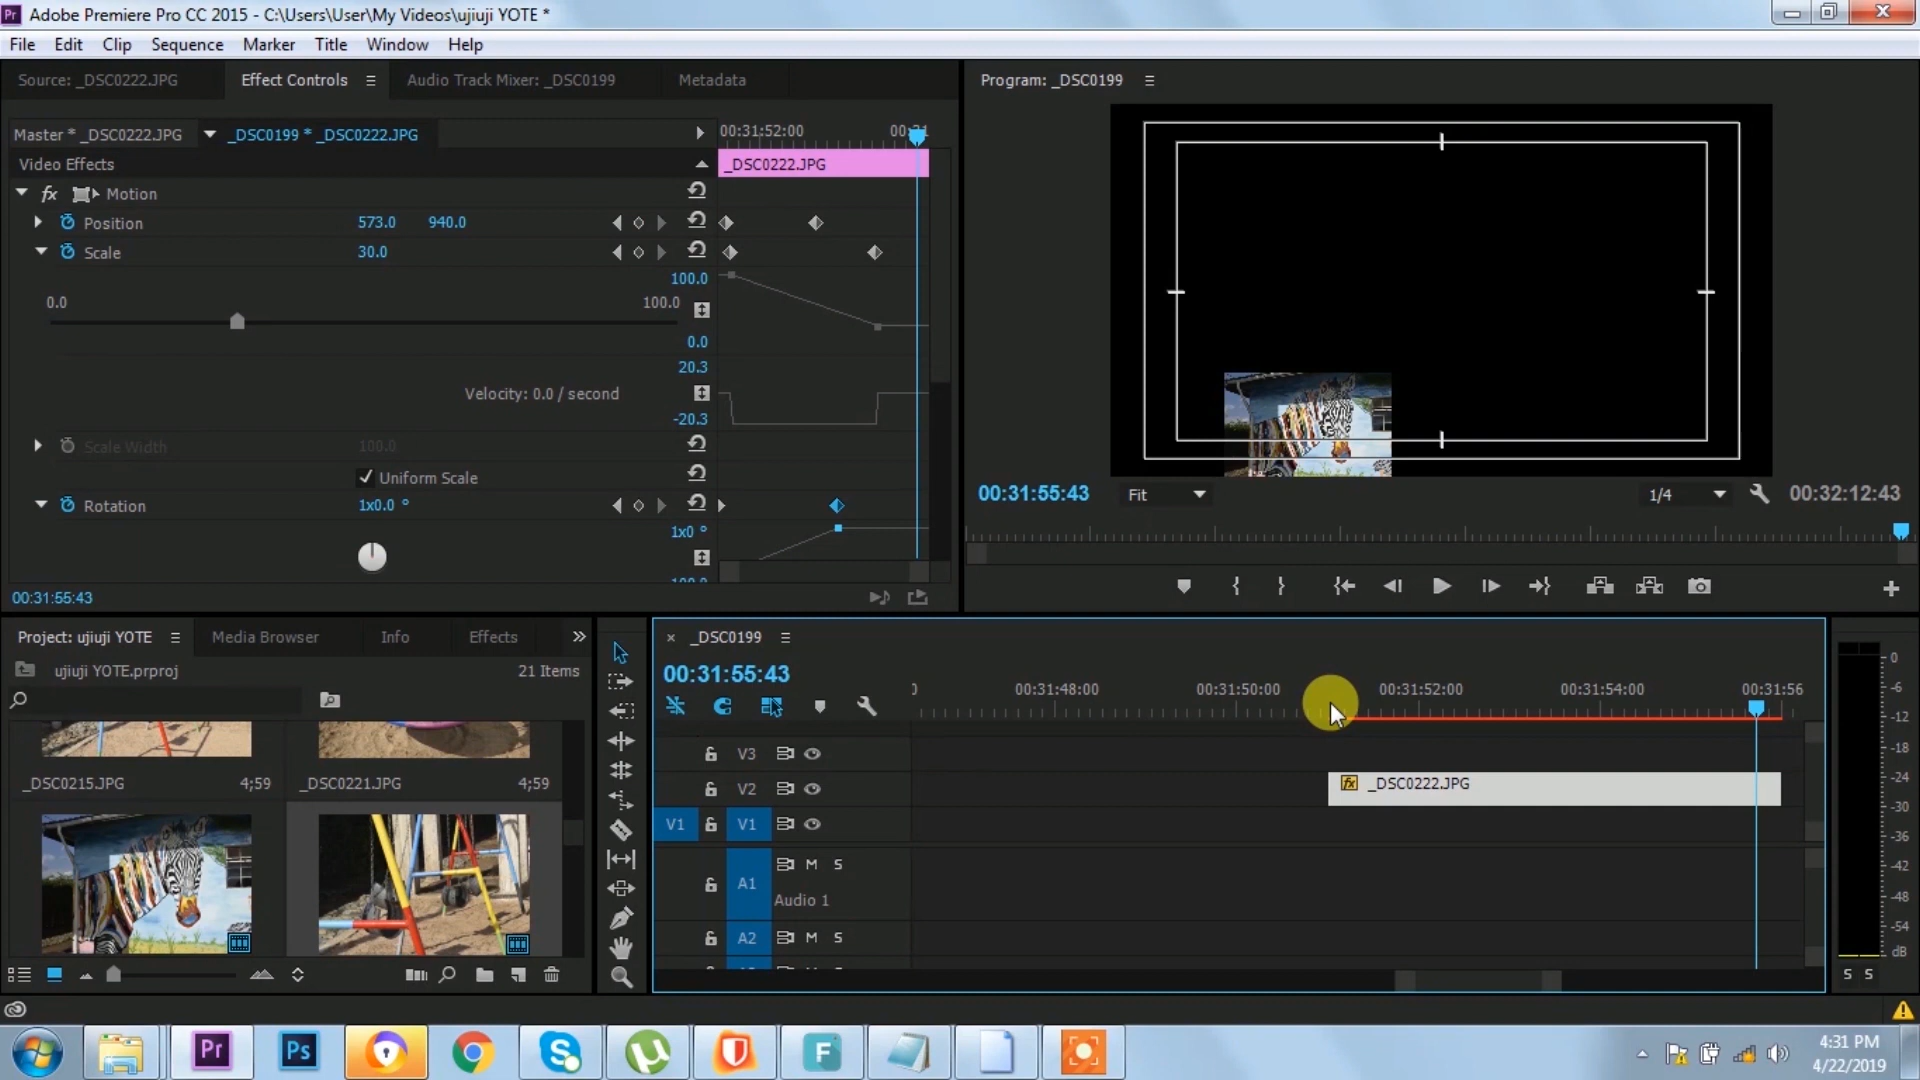 Adobe Premiere Pro CC 2015 - C:\Users\User\My Videos\ujiuji YOTE *
File Edit Clip Sequence Marker Title Window Help
Source: _DSC0222.JPG Effect Controls Audio Track Mixer: _DSC0199 Metadata
Program: _DSC0199
Master * _DSC0222.JPG _DSC0199 * _DSC0222.JPG
00:31:52:00
Video Effects
_DSC0222.JPG
fx Motion
Position 573.0 940.0
Scale 30.0
100.0
0.0 100.0
0.0
20.3
Velocity: 0.0 / second
-20.3
Scale Width 100.0
Uniform Scale
Rotation 1x0.0 °
1x0 °
00:31:55:43
00:31:55:43 Fit 1/4 00:32:12:43
Project: ujiuji YOTE Media Browser Info Effects
ujiuji YOTE.prproj 21 Items
_DSC0215.JPG 4;59
_DSC0221.JPG 4;59
_DSC0199
00:31:55:43
00:31:48:00 00:31:50:00 00:31:52:00 00:31:54:00 00:31:56
V3
V2
fx _DSC0222.JPG
V1 V1
A1 M S
Audio 1
A2 M S
0
-6
-12
-18
-24
-30
-36
-42
-48
-54
dB
S S
Pr Ps S F
4:31 PM
4/22/2019